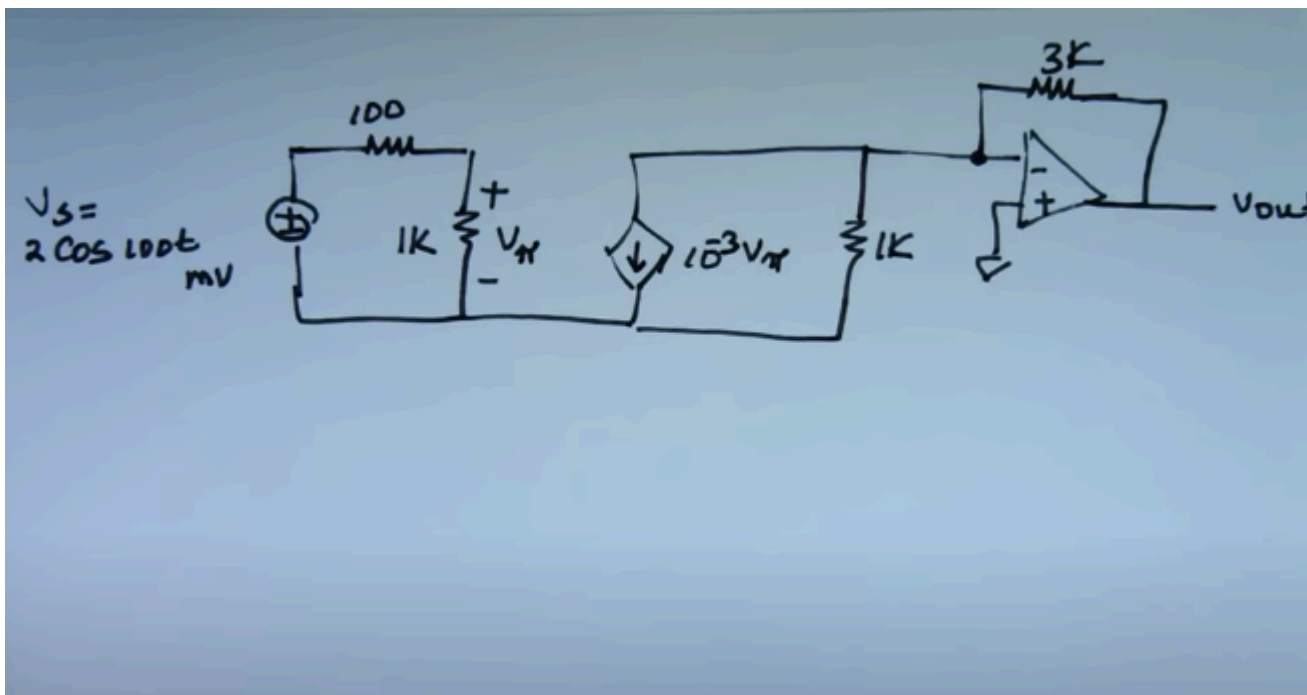 3K
100
Vs=
2 Cos 100t
mV
1K
+
Vπ
-
10^-3 Vπ
1K
-
+
Vout